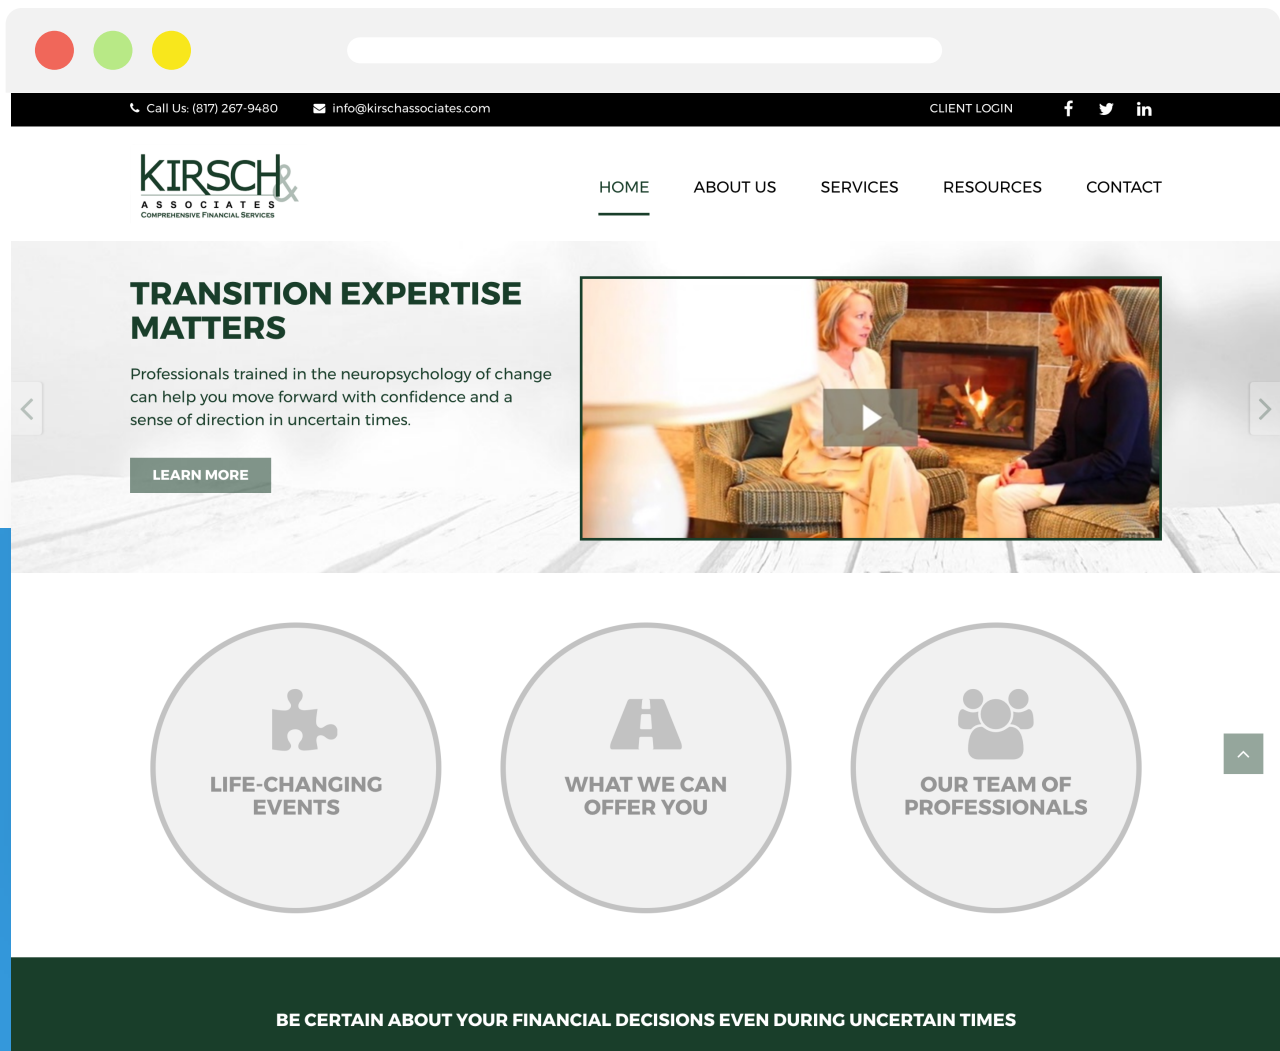 Call Us: (817) 267-9480 info@kirschassociates.com CLIENT LOGIN
KIRSCH&
ASSOCIATES
COMPREHENSIVE FINANCIAL SERVICES
HOME ABOUT US SERVICES RESOURCES CONTACT
TRANSITION EXPERTISE
MATTERS
Professionals trained in the neuropsychology of change
can help you move forward with confidence and a
sense of direction in uncertain times.
LEARN MORE
LIFE-CHANGING
EVENTS
WHAT WE CAN
OFFER YOU
OUR TEAM OF
PROFESSIONALS
BE CERTAIN ABOUT YOUR FINANCIAL DECISIONS EVEN DURING UNCERTAIN TIMES